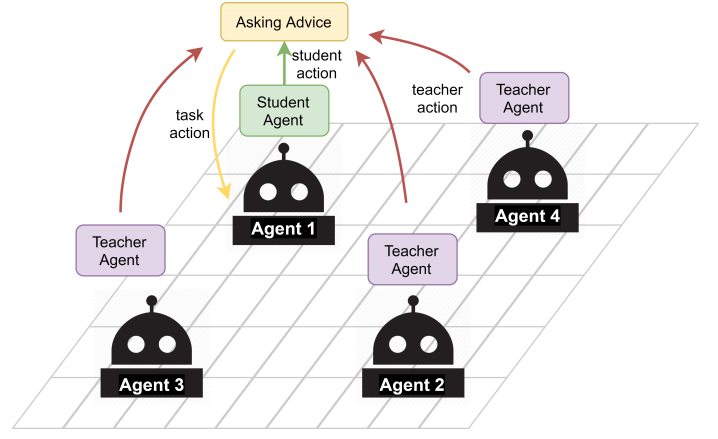 Asking Advice
student
action
task
action
Student
Agent
teacher
action
Teacher
Agent
Agent 1
Agent 4
Teacher
Agent
Teacher
Agent
Agent 3
Agent 2